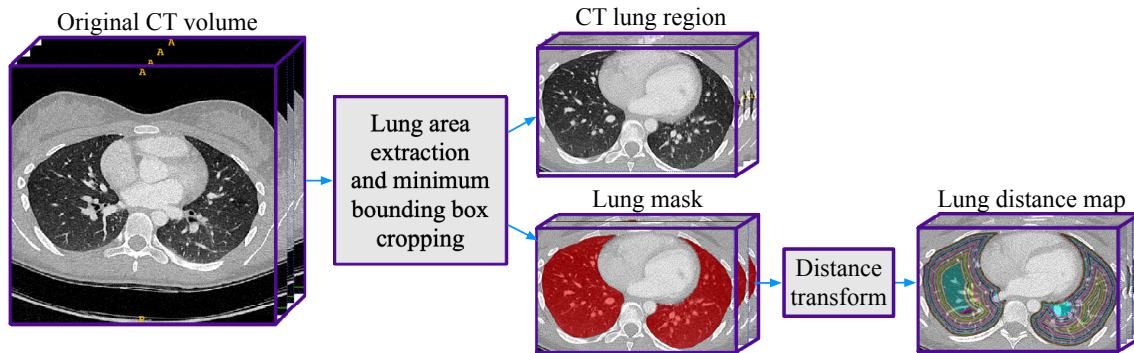 Original CT volume
A
A
A
A
Lung area
extraction
and minimum
bounding box
cropping
CT lung region
Lung mask
Distance
transform
Lung distance map